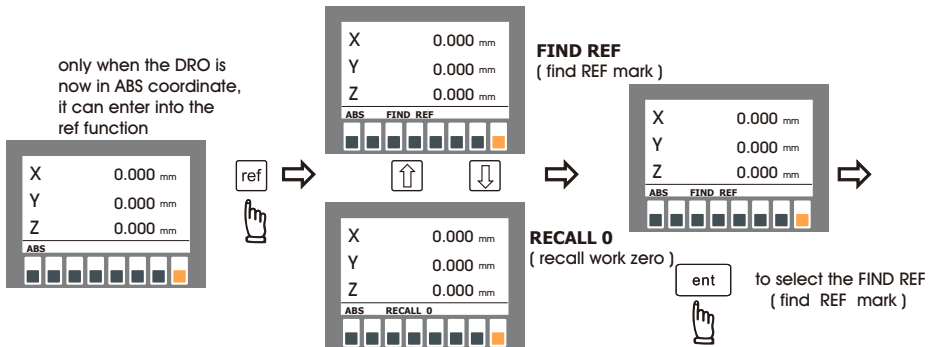 only when the DRO is
now in ABS coordinate,
it can enter into the
ref function
X 0.000 mm
Y 0.000 mm
Z 0.000 mm
ABS
ref
X 0.000 mm
Y 0.000 mm
Z 0.000 mm
ABS FIND REF
FIND REF
( find REF mark )
X 0.000 mm
Y 0.000 mm
Z 0.000 mm
ABS RECALL 0
RECALL 0
( recall work zero )
X 0.000 mm
Y 0.000 mm
Z 0.000 mm
ABS FIND REF
ent
to select the FIND REF
( find REF mark )